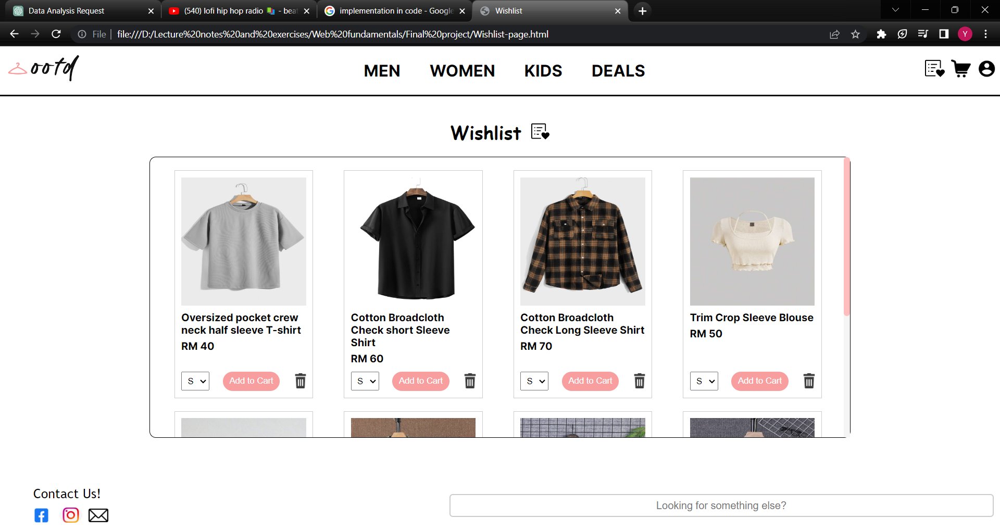 Data Analysis Request
(540) lofi hip hop radio 📚 - bea
implementation in code - Google
Wishlist
File
file:///D:/Lecture%20notes%20and%20exercises/Web%20fundamentals/Final%20project/Wishlist-page.html
Y
ootd
MEN
WOMEN
KIDS
DEALS
Wishlist
Oversized pocket crew
neck half sleeve T-shirt
RM 40
S
Add to Cart
Cotton Broadcloth
Check short Sleeve
Shirt
RM 60
S
Add to Cart
Cotton Broadcloth
Check Long Sleeve Shirt
RM 70
S
Add to Cart
Trim Crop Sleeve Blouse
RM 50
S
Add to Cart
Contact Us!
Looking for something else?